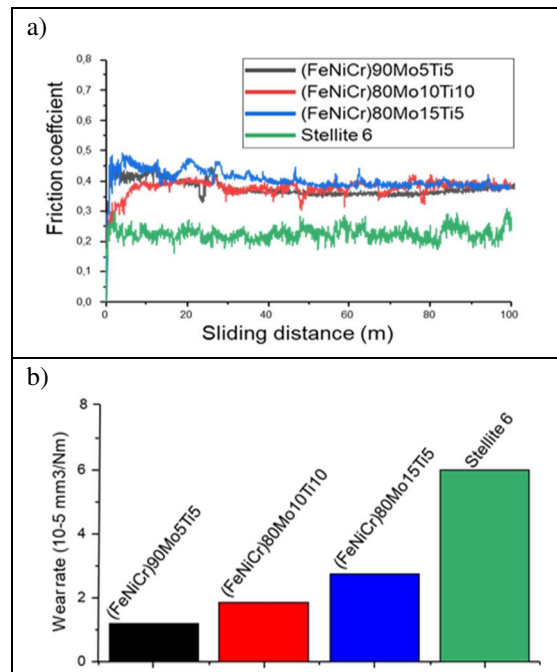 a)
0,8
0,7
0,6
0,5
0,4
0,3
0,2
0,1
0,0
Friction coeffcient
(FeNiCr)90Mo5Ti5
(FeNiCr)80Mo10Ti10
(FeNiCr)80Mo15Ti5
Stellite 6
0 20 40 60 80 100
Sliding distance (m)
b)
8
6
4
2
0
Wear rate (10-5 mm3/Nm)
(FeNiCr)90Mo5Ti5
(FeNiCr)80Mo10Ti10
(FeNiCr)80Mo15Ti5
Stellite 6